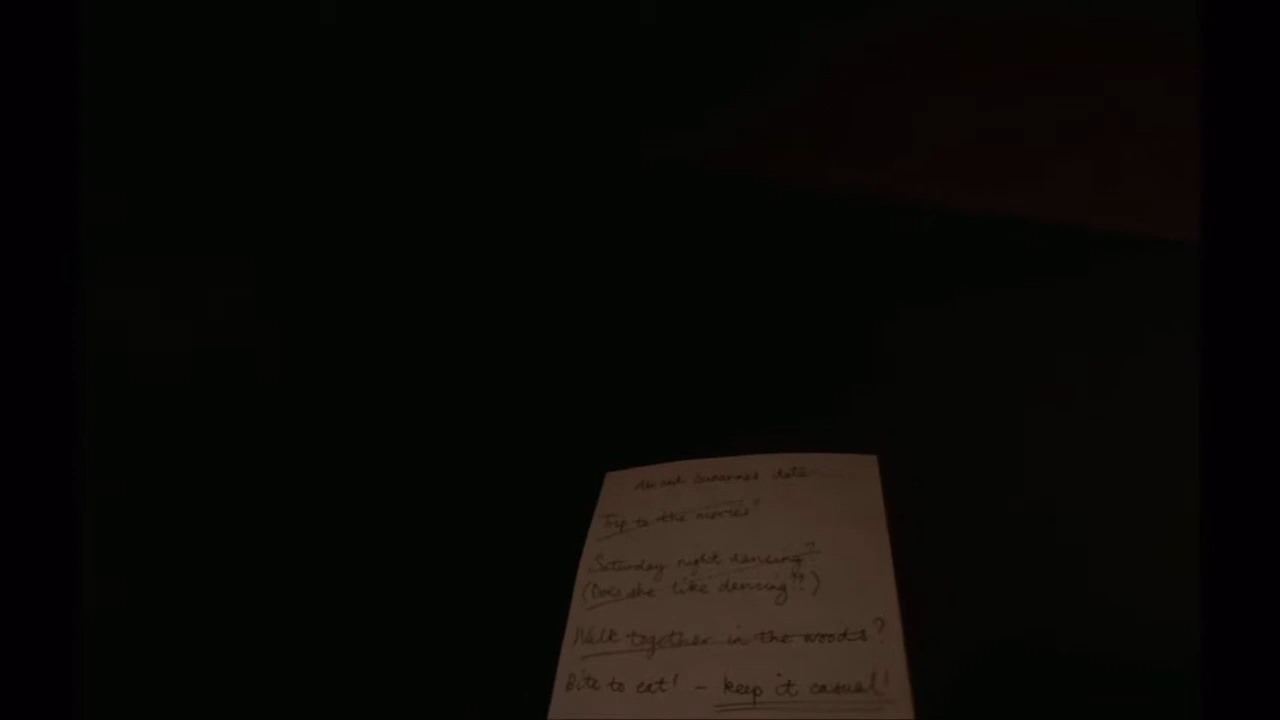 date
Trip to the movies?
Saturday night dancing?
(Does she like dancing??)
Walk together in the woods?
Bite to eat! - keep it casual!